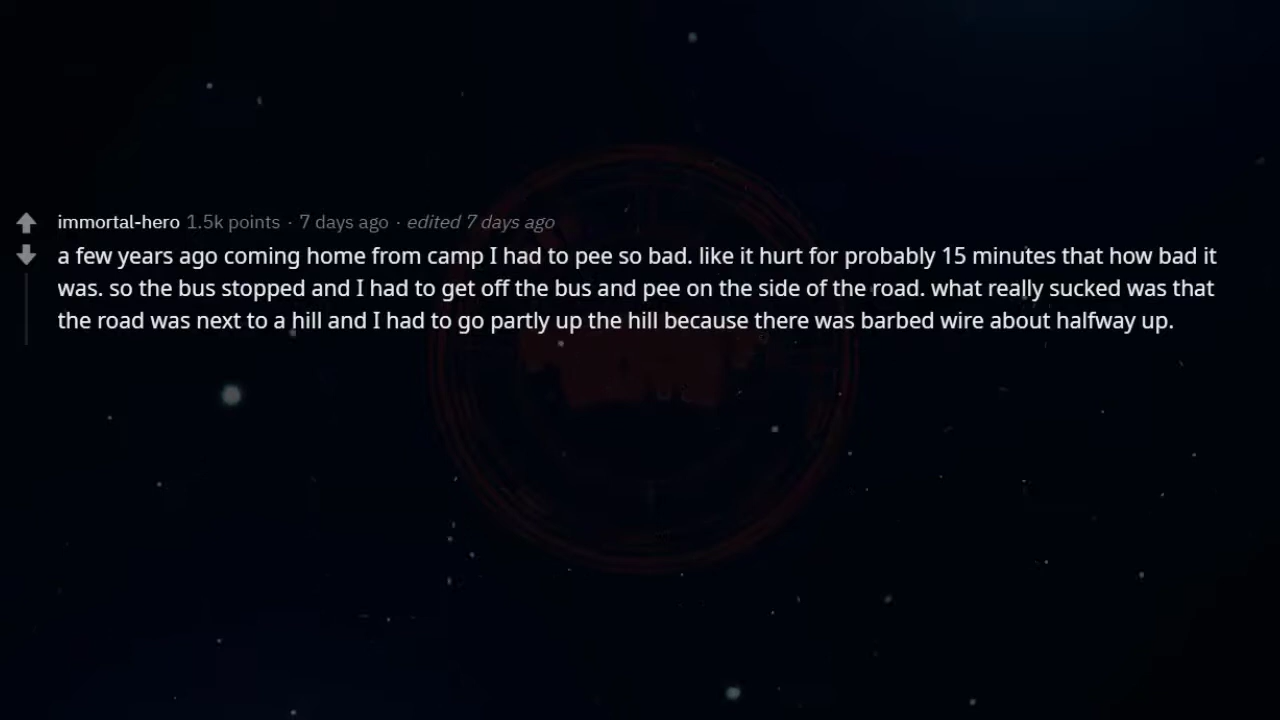 immortal-hero 1.5k points · 7 days ago · edited 7 days ago
a few years ago coming home from camp I had to pee so bad. like it hurt for probably 15 minutes that how bad it
was. so the bus stopped and I had to get off the bus and pee on the side of the road. what really sucked was that
the road was next to a hill and I had to go partly up the hill because there was barbed wire about halfway up.